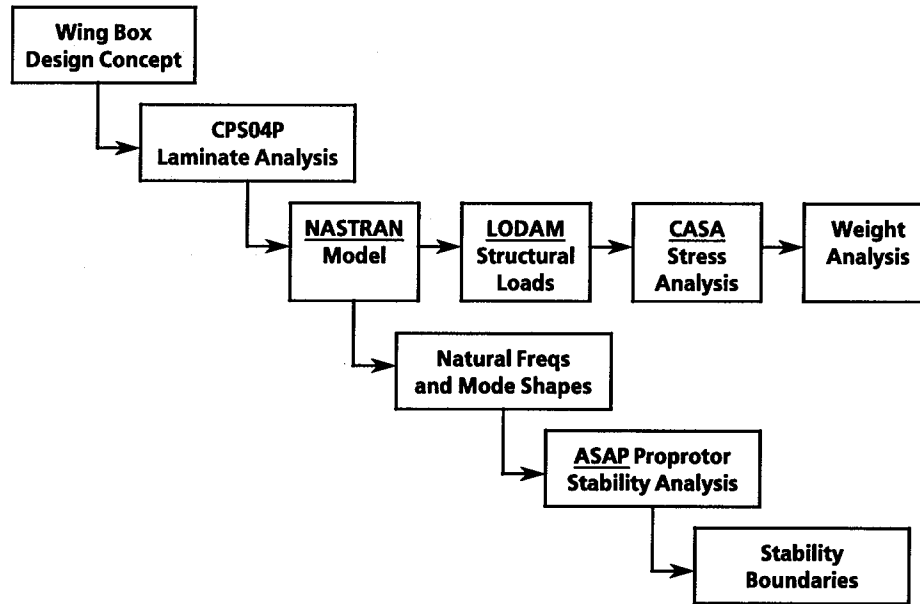 Wing Box
Design Concept
CPS04P
Laminate Analysis
NASTRAN
Model
LODAM
Structural
Loads
CASA
Stress
Analysis
Weight
Analysis
Natural Freqs
and Mode Shapes
ASAP Proprotor
Stability Analysis
Stability
Boundaries